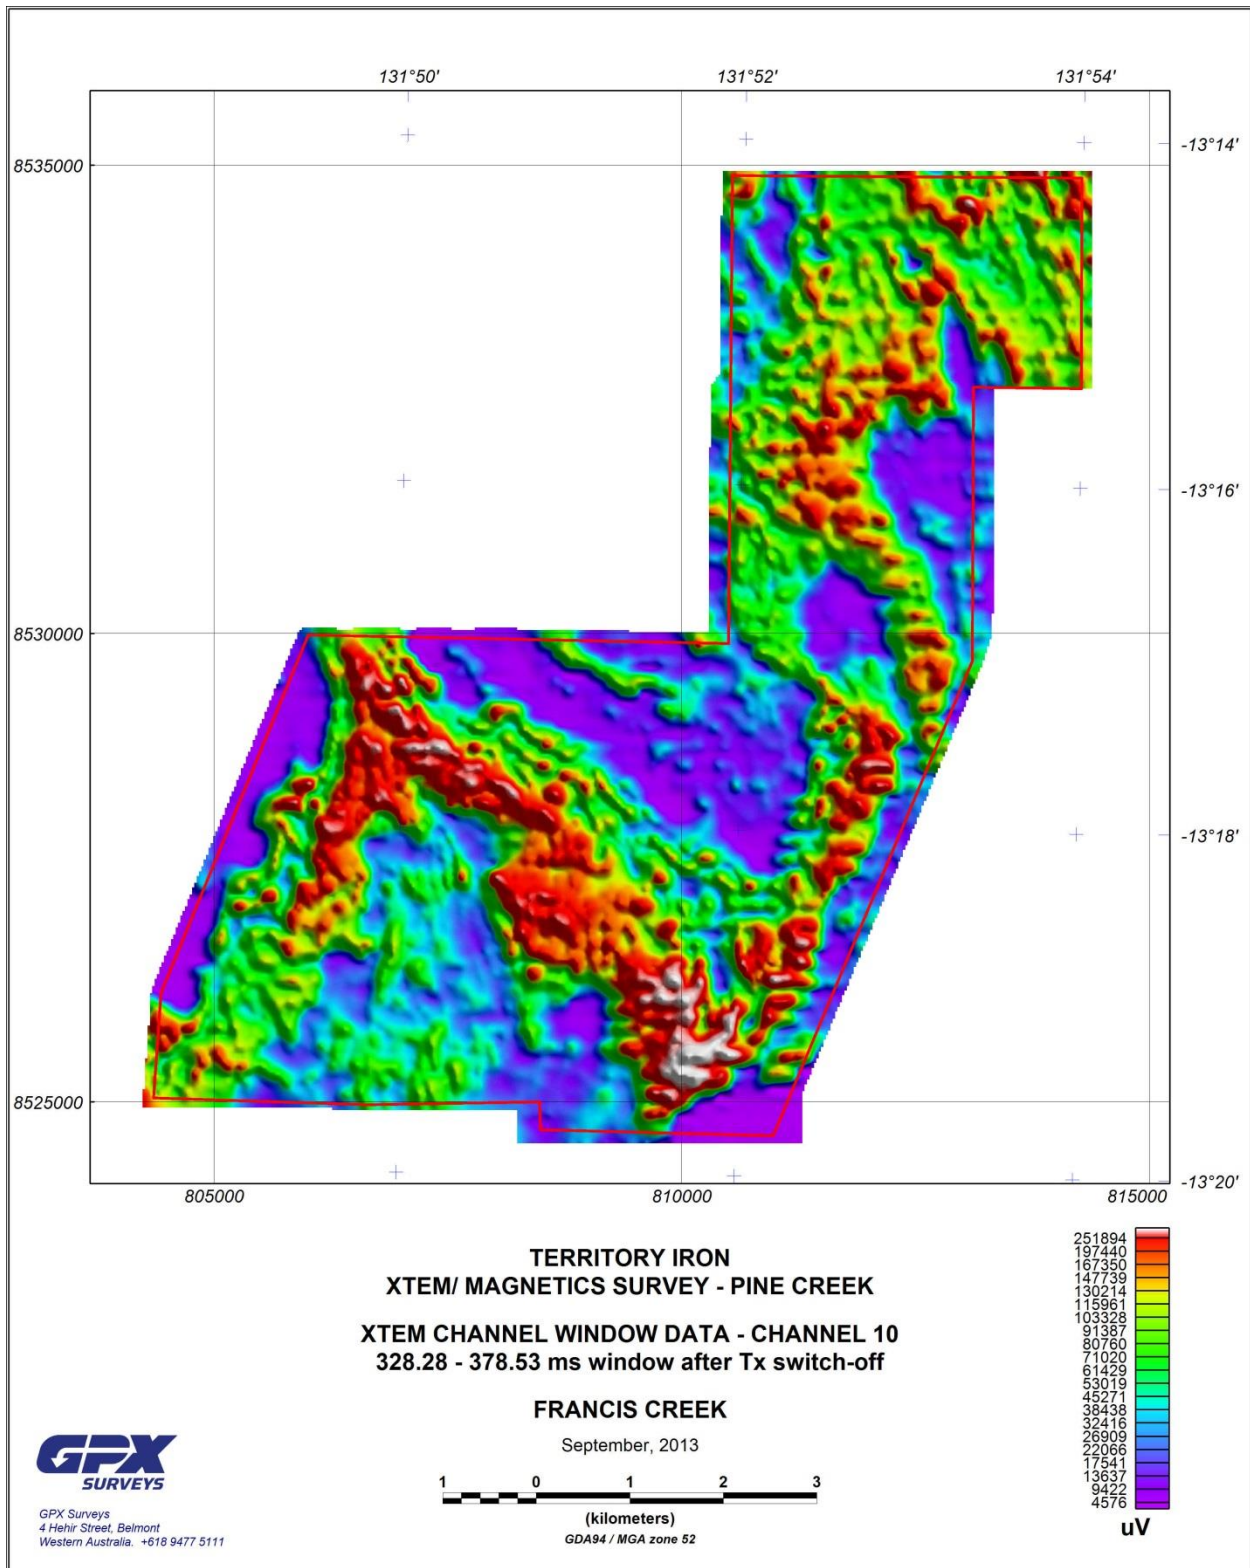 131°50'
131°52'
131°54'
8535000
-13°14'
-13°16'
8530000
-13°18'
8525000
-13°20'
805000
810000
815000
TERRITORY IRON
XTEM/ MAGNETICS SURVEY - PINE CREEK
XTEM CHANNEL WINDOW DATA - CHANNEL 10
328.28 - 378.53 ms window after Tx switch-off
FRANCIS CREEK
September, 2013
1 0 1 2 3
(kilometers)
GDA94 / MGA zone 52
251894
197440
167350
147739
130214
115961
103328
91387
80760
71020
61429
53019
45271
38438
32416
26909
22066
17541
13637
9422
4576
uV
GPX
SURVEYS
GPX Surveys
4 Hehir Street, Belmont
Western Australia. +618 9477 5111